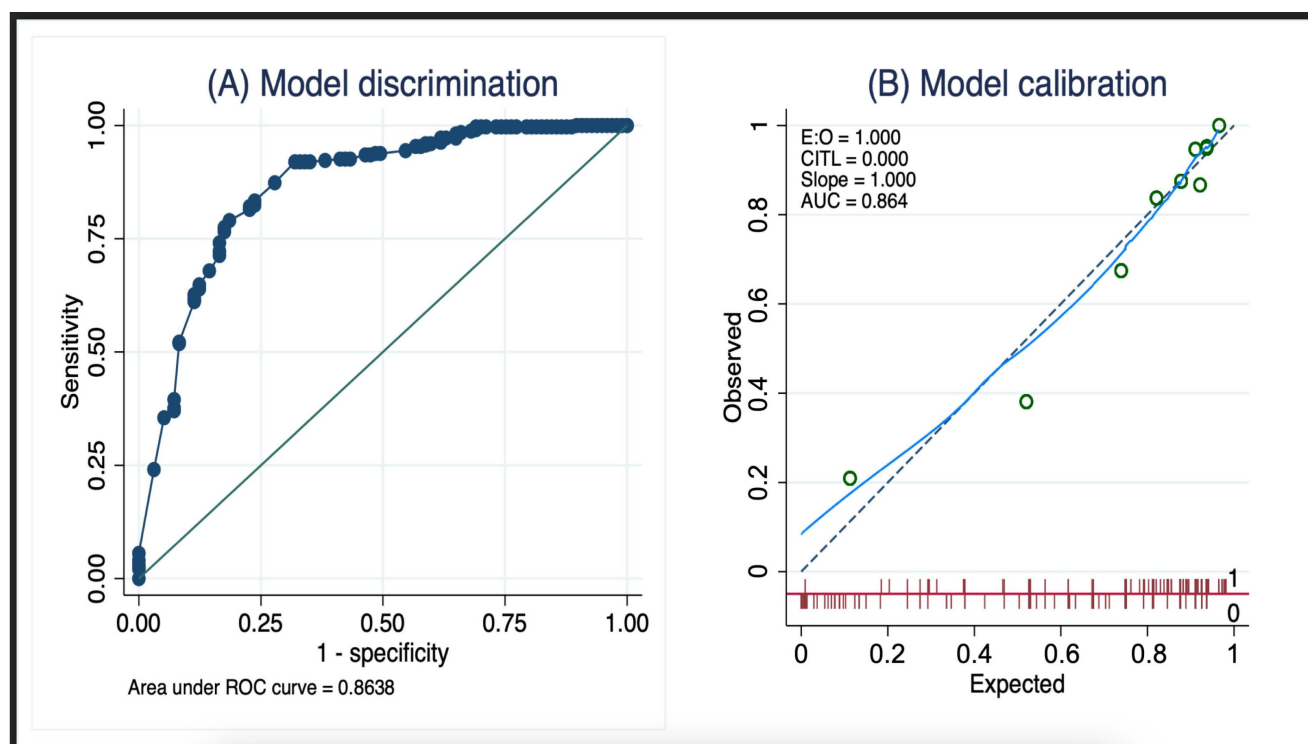 (A) Model discrimination
1.00
0.75
0.50
0.25
0.00
Sensitivity
0.00 0.25 0.50 0.75 1.00
1 - specificity
Area under ROC curve = 0.8638
(B) Model calibration
E:O = 1.000
CITL = 0.000
Slope = 1.000
AUC = 0.864
1
0.8
0.6
0.4
0.2
0
Observed
1
0
0 0.2 0.4 0.6 0.8 1
Expected